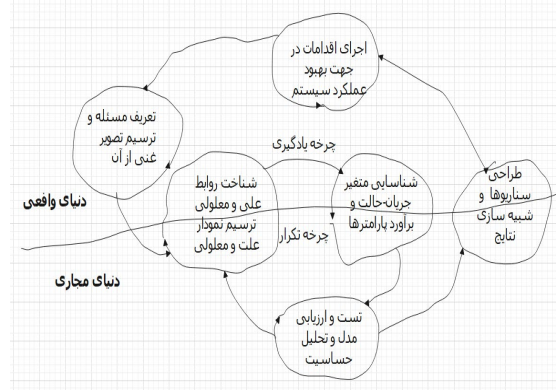 اجرای اقدامات در
جهت بهبود
عملکرد سیستم
تعریف مسئله و
ترسیم تصویر
غنی از آن
چرخه یادگیری
طراحی
سناریوها و
شبیه سازی
نتایج
شناسایی متغیر
جریان-حالت و
برآورد پارامترها
شناخت روابط
علی و معلولی
ترسیم نمودار
علت و معلولی
دنیای واقعی
چرخه تکرار
دنیای مجازی
تست و ارزیابی
مدل و تحلیل
حساسیت